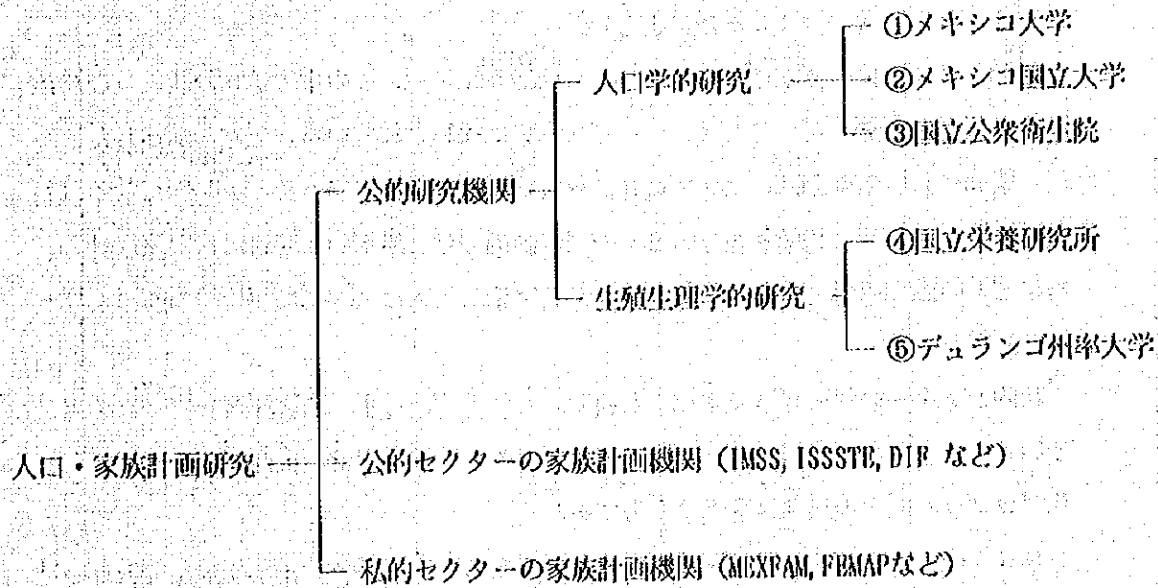 ①メキシコ大学
人口学的研究
②メキシコ国立大学
③国立公衆衛生院
公的研究機関
④国立栄養研究所
生殖生理学的研究
⑤デュランゴ州率大学
人口・家族計画研究
公的セクターの家族計画機関 (IMSS, ISSSTE, DIF など)
私的セクターの家族計画機関 (MEXFAM, FEMAPなど)